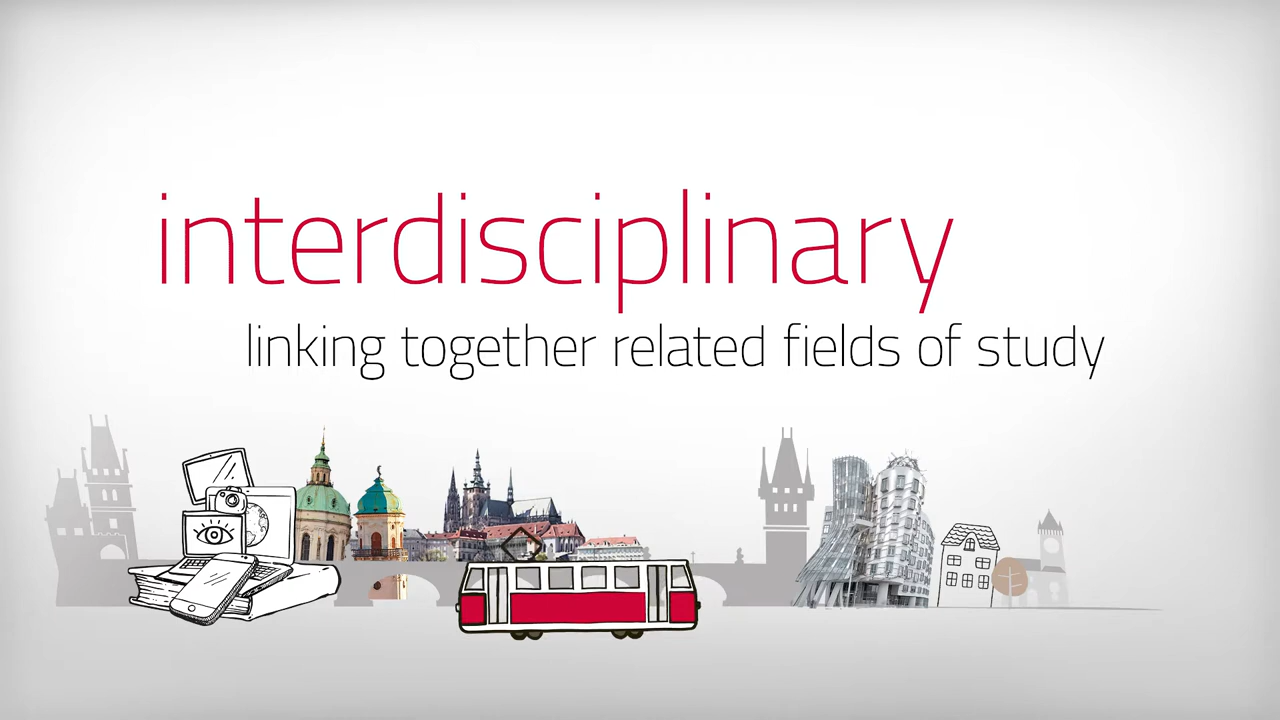 interdisciplinary
linking together related fields of study